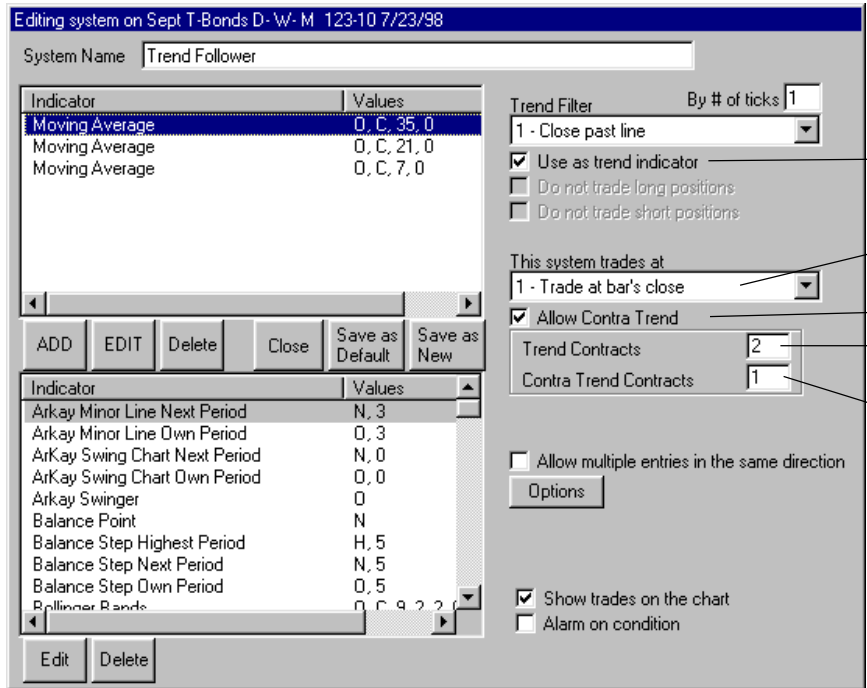 Editing system on Sept T-Bonds D- W- M 123-10 7/23/98
System Name Trend Follower
Indicator Values
Moving Average O, C, 35, 0
Moving Average O, C, 21, 0
Moving Average O, C, 7, 0
Trend Filter By # of ticks 1
1 - Close past line
Use as trend indicator
Do not trade long positions
Do not trade short positions
This system trades at
1 - Trade at bar's close
Allow Contra Trend
Trend Contracts 2
Contra Trend Contracts 1
ADD EDIT Delete Close Save as Default Save as New
Indicator Values
Arkay Minor Line Next Period N, 3
ArKay Minor Line Own Period O, 3
ArKay Swing Chart Next Period N, 0
ArKay Swing Chart Own Period O, 0
Arkay Swinger O
Balance Point N
Balance Step Highest Period H, 5
Balance Step Next Period N, 5
Balance Step Own Period O, 5
Bollinger Bands O, C, 9, 2, 2,
Edit Delete
Allow multiple entries in the same direction
Options
Show trades on the chart
Alarm on condition